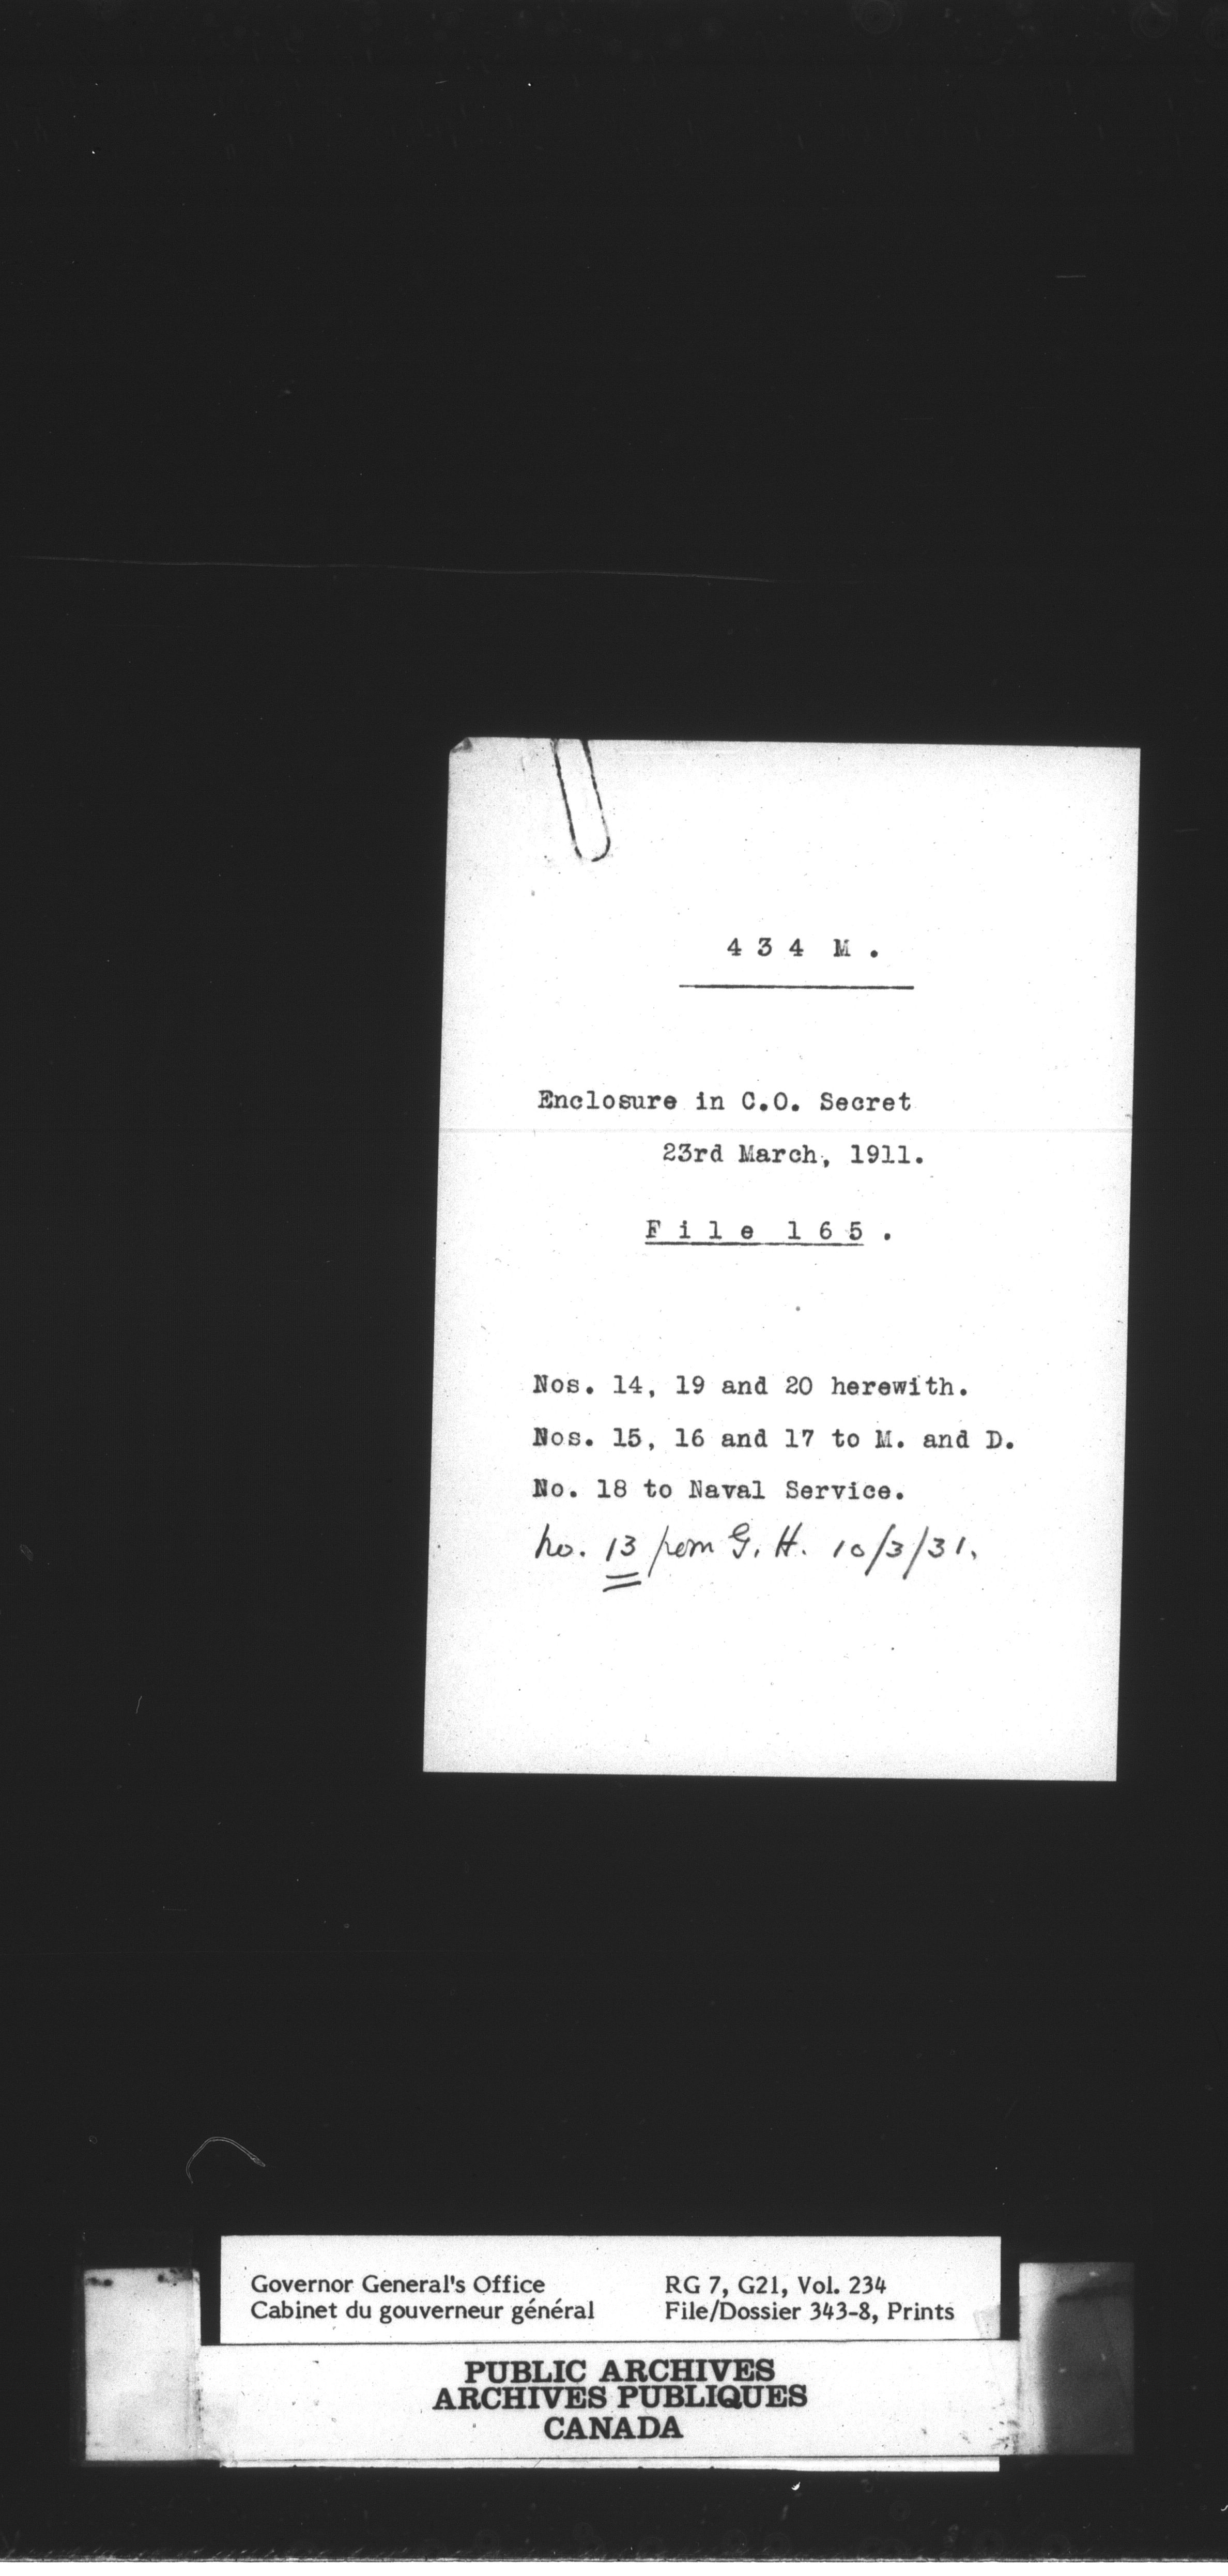 4 3 4 M .
Enclosure in C.O. Secret
23rd March, 1911.
F i l e 1 6 5 .
Nos. 14, 19 and 20 herewith.
Nos. 15, 16 and 17 to M. and D.
No. 18 to Naval Service.
No. 13 from G. H. 10/3/31.
Governor General's Office
Cabinet du gouverneur général
RG 7, G21, Vol. 234
File/Dossier 343-8, Prints
PUBLIC ARCHIVES
ARCHIVES PUBLIQUES
CANADA